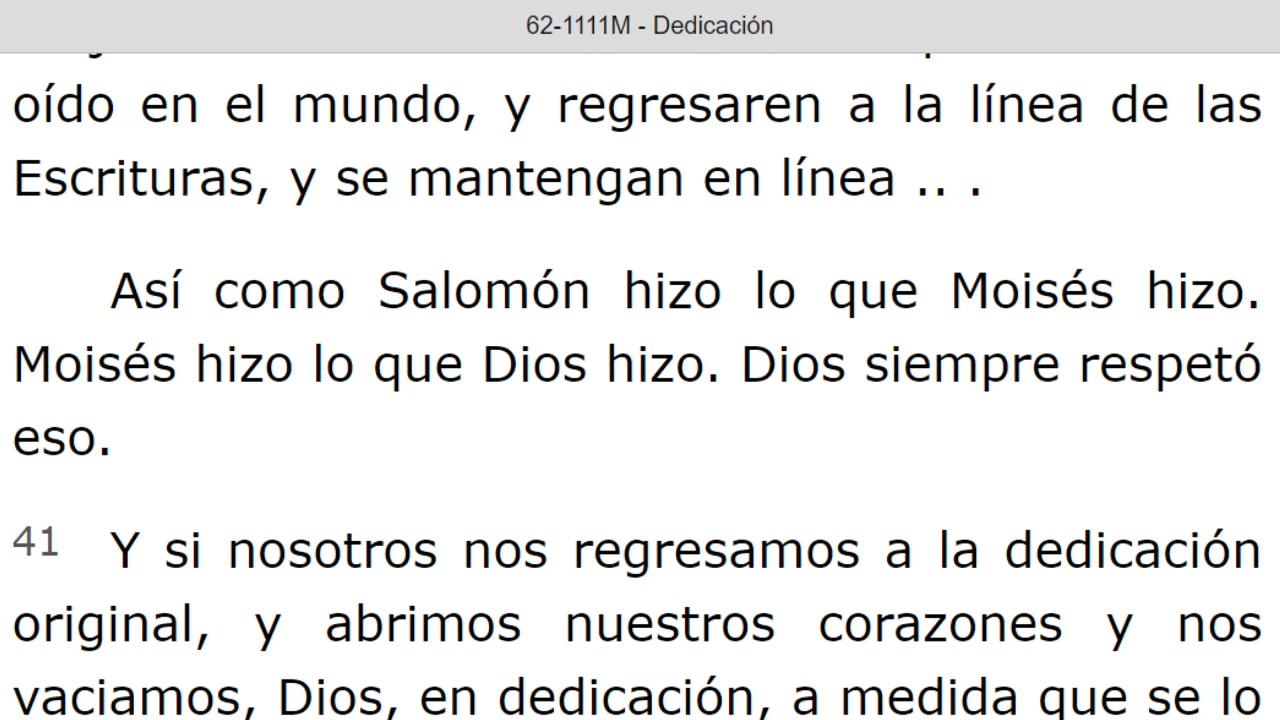 62-1111M - Dedicación
oído en el mundo, y regresaren a la línea de las
Escrituras, y se mantengan en línea .. .
Así como Salomón hizo lo que Moisés hizo.
Moisés hizo lo que Dios hizo. Dios siempre respetó
eso.
41 Y si nosotros nos regresamos a la dedicación
original, y abrimos nuestros corazones y nos
vaciamos, Dios, en dedicación, a medida que se lo